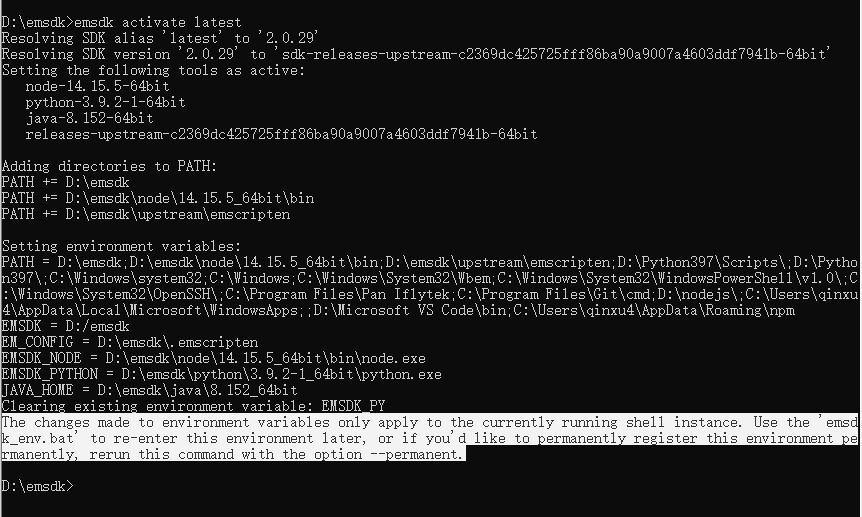 D:\emsdk>emsdk activate latest
Resolving SDK alias 'latest' to '2.0.29'
Resolving SDK version '2.0.29' to 'sdk-releases-upstream-c2369dc425725fff86ba90a9007a4603ddf7941b-64bit'
Setting the following tools as active:
   node-14.15.5-64bit
   python-3.9.2-1-64bit
   java-8.152-64bit
   releases-upstream-c2369dc425725fff86ba90a9007a4603ddf7941b-64bit
Adding directories to PATH:
PATH += D:\emsdk
PATH += D:\emsdk\node\14.15.5_64bit\bin
PATH += D:\emsdk\upstream\emscripten
Setting environment variables:
PATH = D:\emsdk;D:\emsdk\node\14.15.5_64bit\bin;D:\emsdk\upstream\emscripten;D:\Python397\Scripts\;D:\Pytho
n397\;C:\Windows\system32;C:\Windows;C:\Windows\System32\Wbem;C:\Windows\System32\WindowsPowerShell\v1.0\;C
:\Windows\System32\OpenSSH\;C:\Program Files\Pan Iflytek;C:\Program Files\Git\cmd;D:\nodejs\;C:\Users\qinxu
4\AppData\Local\Microsoft\WindowsApps;;D:\Microsoft VS Code\bin;C:\Users\qinxu4\AppData\Roaming\npm
EMSDK = D:/emsdk
EM_CONFIG = D:\emsdk\.emscripten
EMSDK_NODE = D:\emsdk\node\14.15.5_64bit\bin\node.exe
EMSDK_PYTHON = D:\emsdk\python\3.9.2-1_64bit\python.exe
JAVA_HOME = D:\emsdk\java\8.152_64bit
Clearing existing environment variable: EMSDK_PY
The changes made to environment variables only apply to the currently running shell instance. Use the 'emsd
k_env.bat' to re-enter this environment later, or if you'd like to permanently register this environment pe
rmanently, rerun this command with the option --permanent.
D:\emsdk>